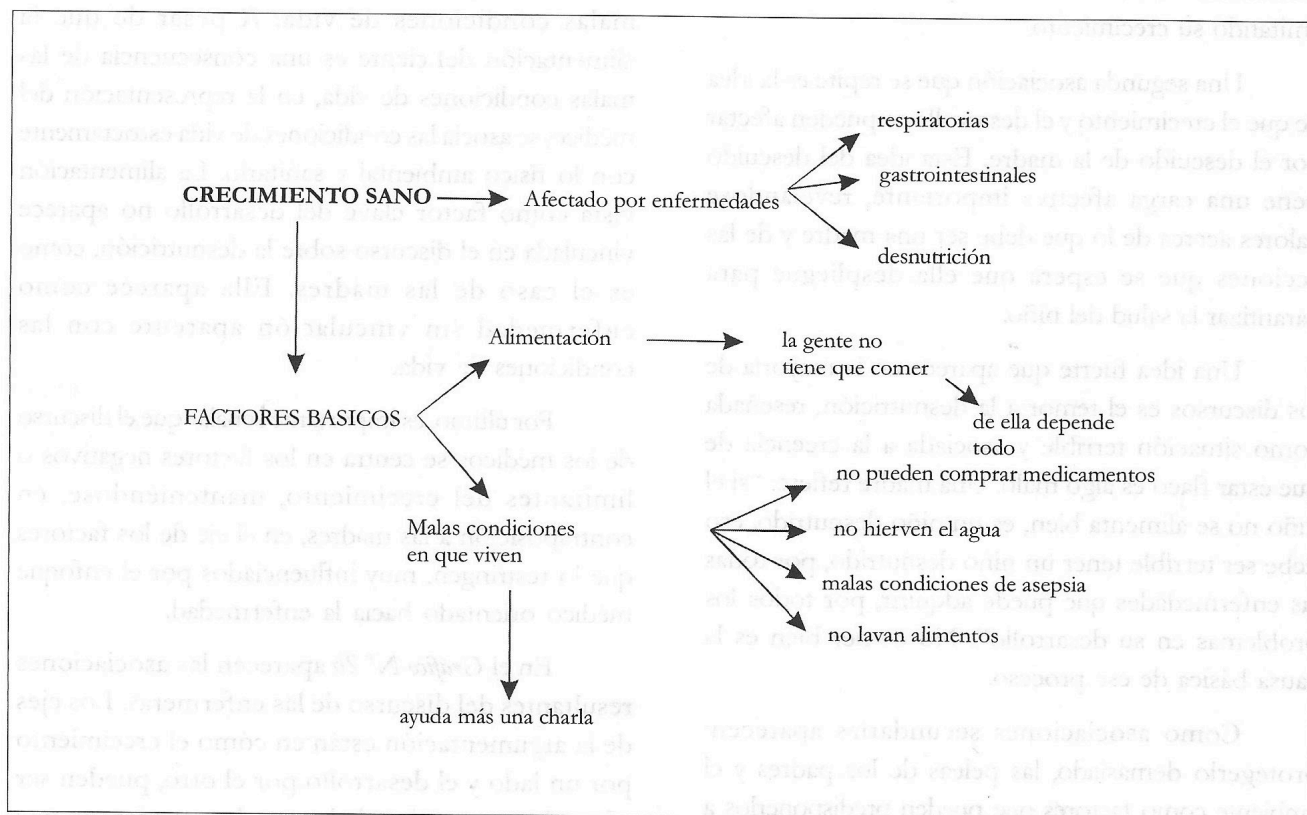 respiratorias
CRECIMIENTO SANO
Afectado por enfermedades
gastrointestinales
desnutrición
Alimentación
la gente no
tiene que comer
FACTORES BASICOS
de ella depende
todo
no pueden comprar medicamentos
Malas condiciones
en que viven
no hierven el agua
malas condiciones de asepsia
no lavan alimentos
ayuda más una charla